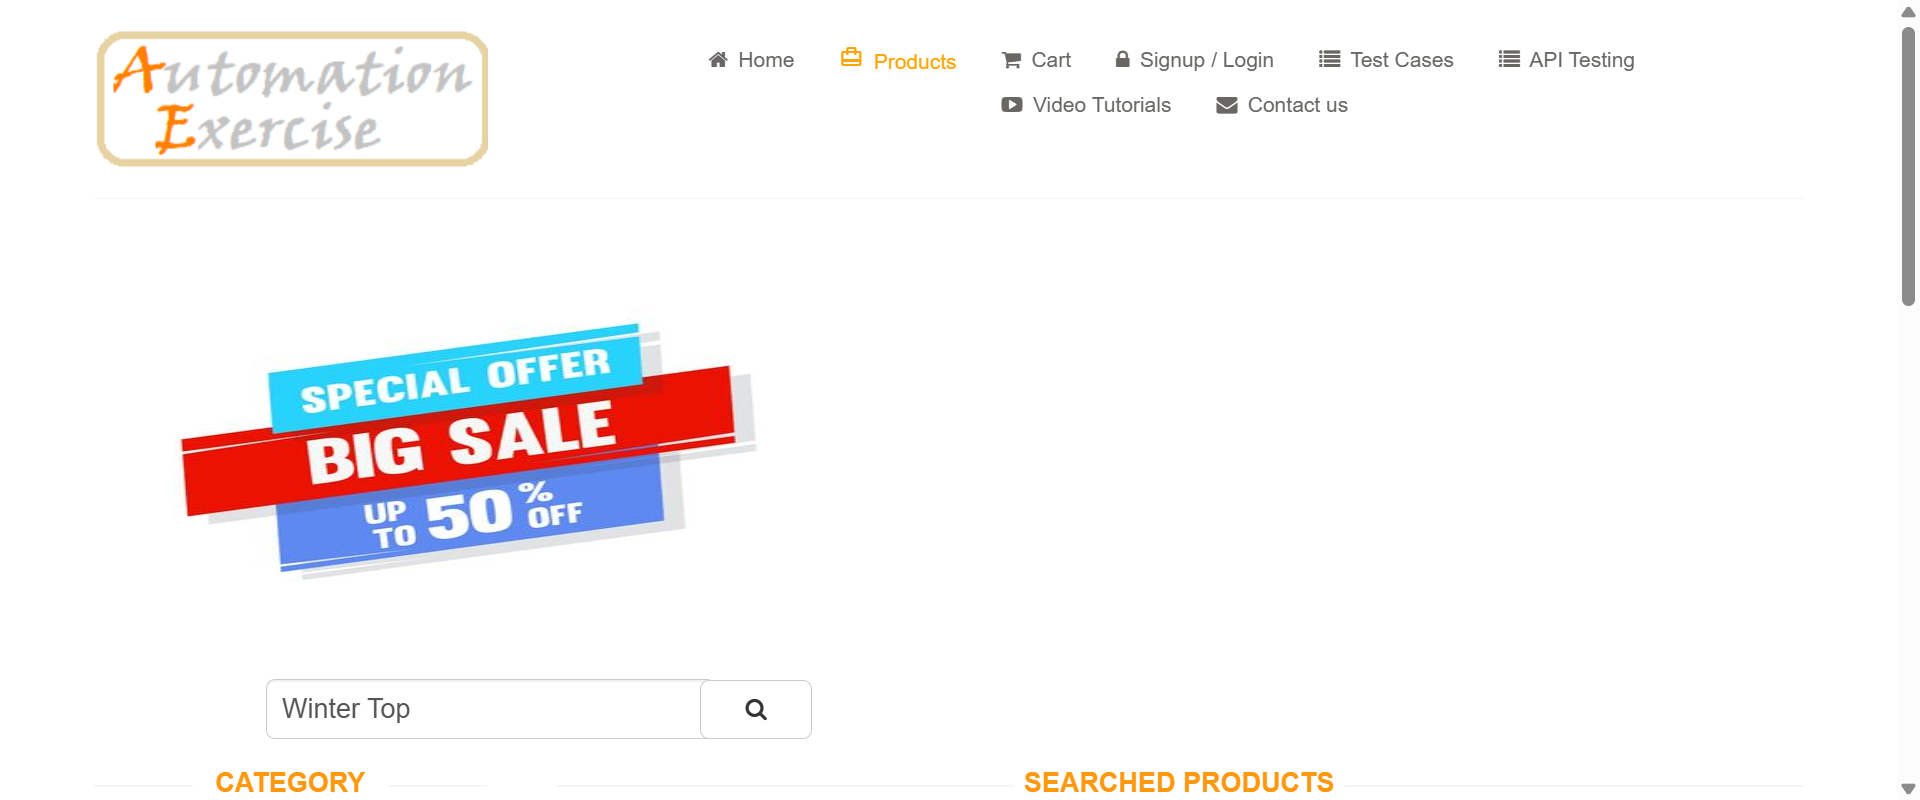 Automation
Exercise
Home
Products
Cart
Signup / Login
Test Cases
API Testing
Video Tutorials
Contact us
SPECIAL OFFER
BIG SALE
UP TO 50% OFF
Winter Top
CATEGORY
SEARCHED PRODUCTS